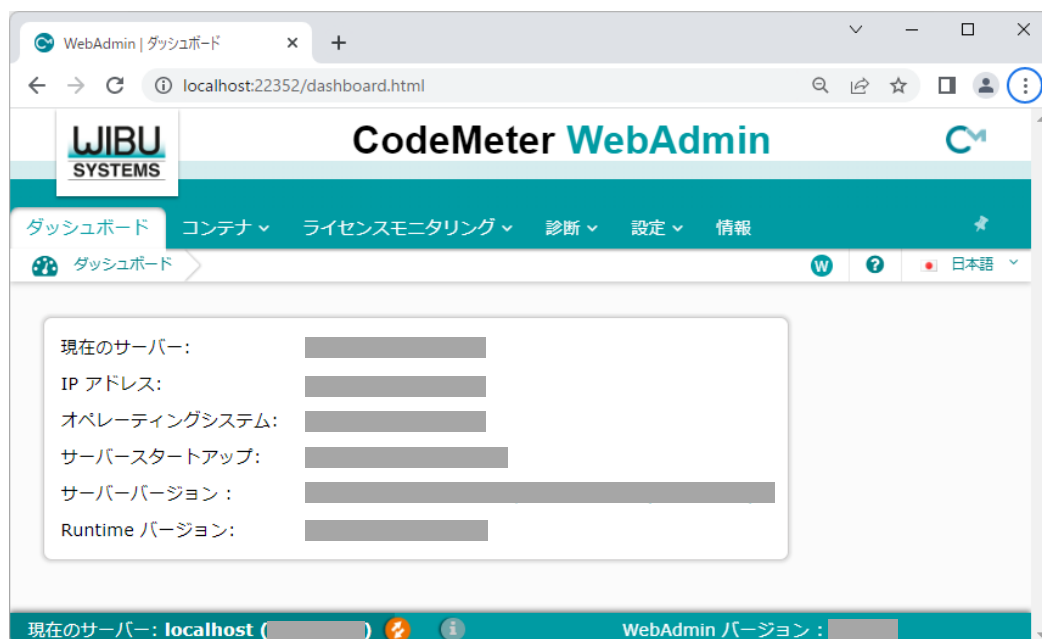 WebAdmin | ダッシュボード
localhost:22352/dashboard.html
WIBU
SYSTEMS
CodeMeter WebAdmin
CM
ダッシュボード コンテナ ライセンスモニタリング 診断 設定 情報
ダッシュボード W ? 日本語
現在のサーバー:
IP アドレス:
オペレーティングシステム:
サーバースタートアップ:
サーバーバージョン :
Runtime バージョン:
現在のサーバー: localhost ( ) i WebAdmin バージョン :